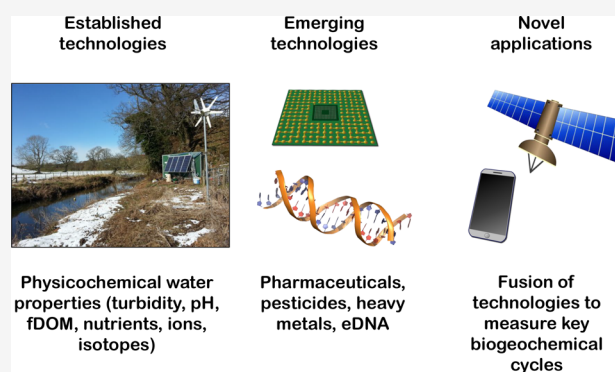 Established
technologies
Emerging
technologies
Novel
applications
Physicochemical water
properties (turbidity, pH,
fDOM, nutrients, ions,
isotopes)
Pharmaceuticals,
pesticides, heavy
metals, eDNA
Fusion of
technologies to
measure key
biogeochemical
cycles